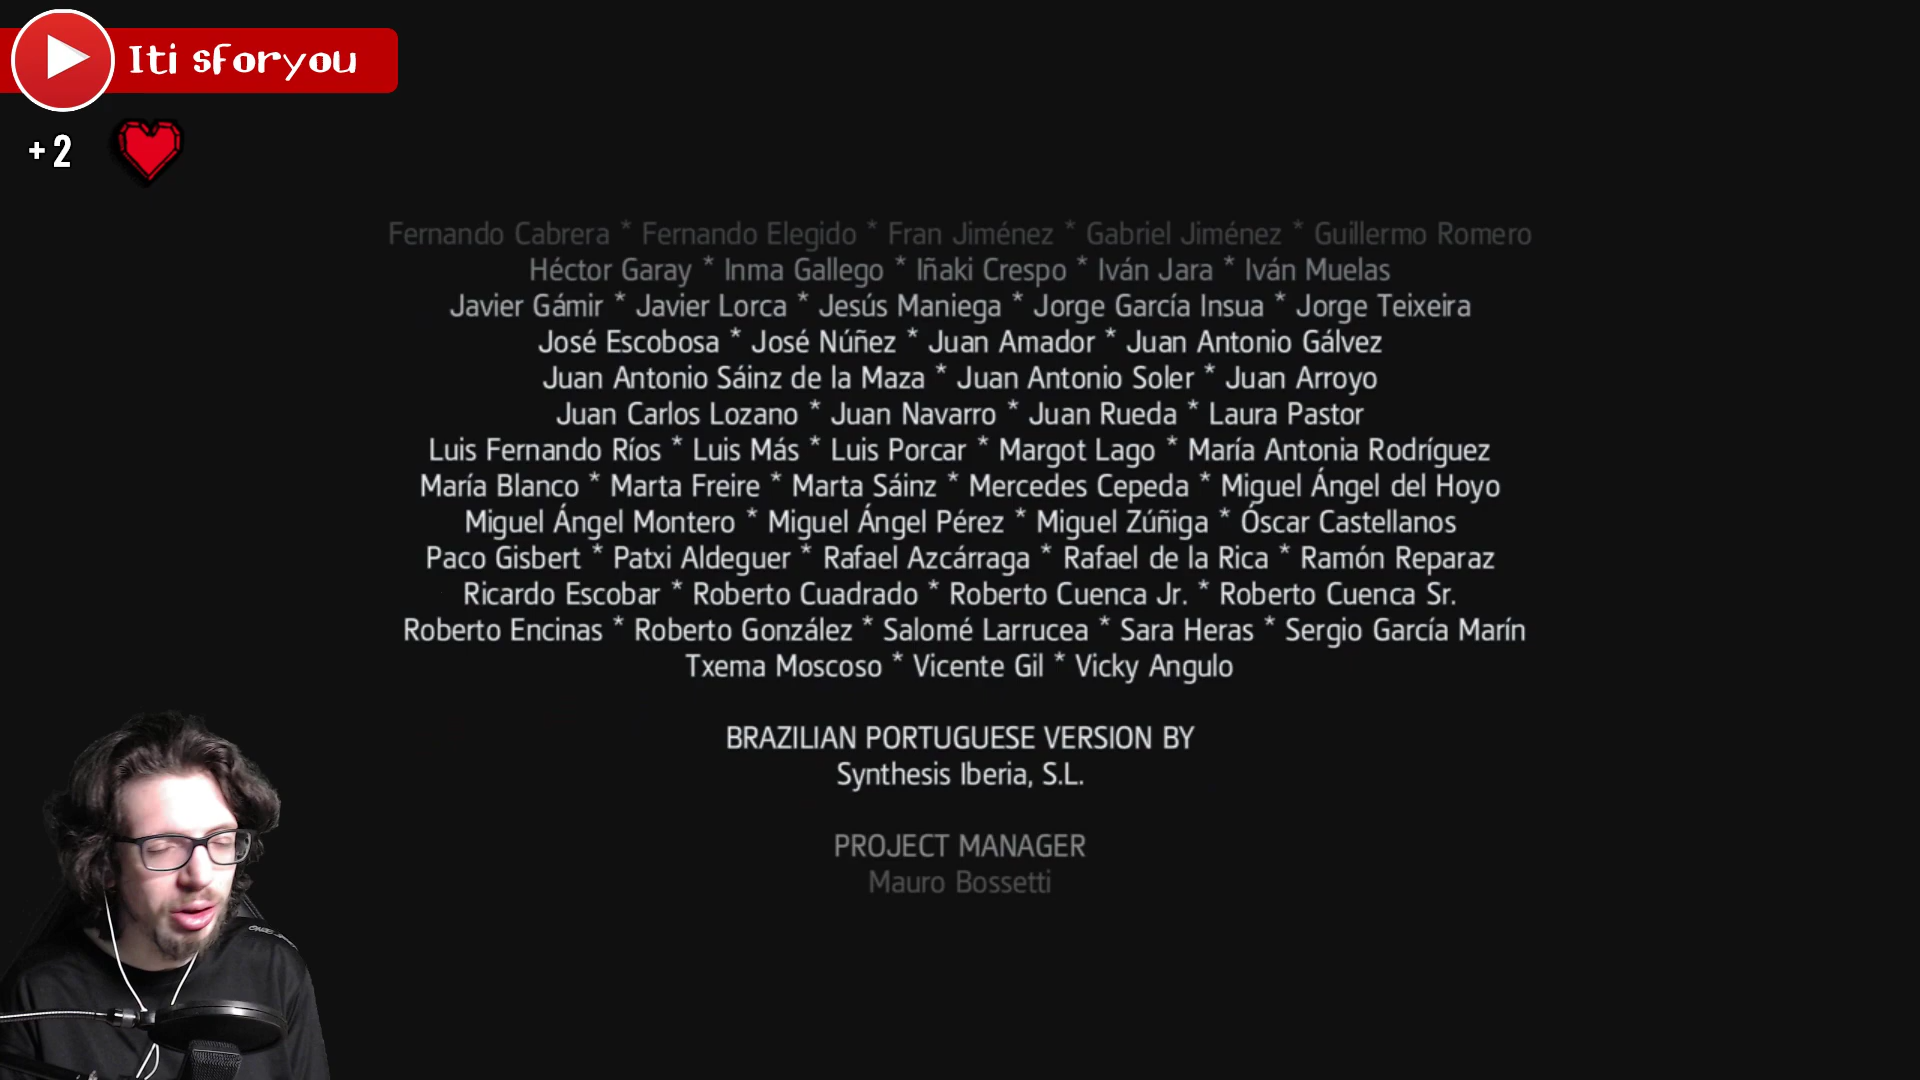 Iti sforyou
+ 2
Fernando Cabrera * Fernando Elegido * Fran Jiménez * Gabriel Jiménez * Guillermo Romero
Héctor Garay * Inma Gallego * Iñaki Crespo * Iván Jara * Iván Muelas
Javier Gámir * Javier Lorca * Jesús Maniega * Jorge García Insua * Jorge Teixeira
José Escobosa * José Núñez * Juan Amador * Juan Antonio Gálvez
Juan Antonio Sáinz de la Maza * Juan Antonio Soler * Juan Arroyo
Juan Carlos Lozano * Juan Navarro * Juan Rueda * Laura Pastor
Luis Fernando Ríos * Luis Más * Luis Porcar * Margot Lago * María Antonia Rodríguez
María Blanco * Marta Freire * Marta Sáinz * Mercedes Cepeda * Miguel Ángel del Hoyo
Miguel Ángel Montero * Miguel Ángel Pérez * Miguel Zúñiga * Óscar Castellanos
Paco Gisbert * Patxi Aldeguer * Rafael Azcárraga * Rafael de la Rica * Ramón Reparaz
Ricardo Escobar * Roberto Cuadrado * Roberto Cuenca Jr. * Roberto Cuenca Sr.
Roberto Encinas * Roberto González * Salomé Larrucea * Sara Heras * Sergio García Marín
Txema Moscoso * Vicente Gil * Vicky Angulo
BRAZILIAN PORTUGUESE VERSION BY
Synthesis Iberia, S.L.
PROJECT MANAGER
Mauro Bossetti